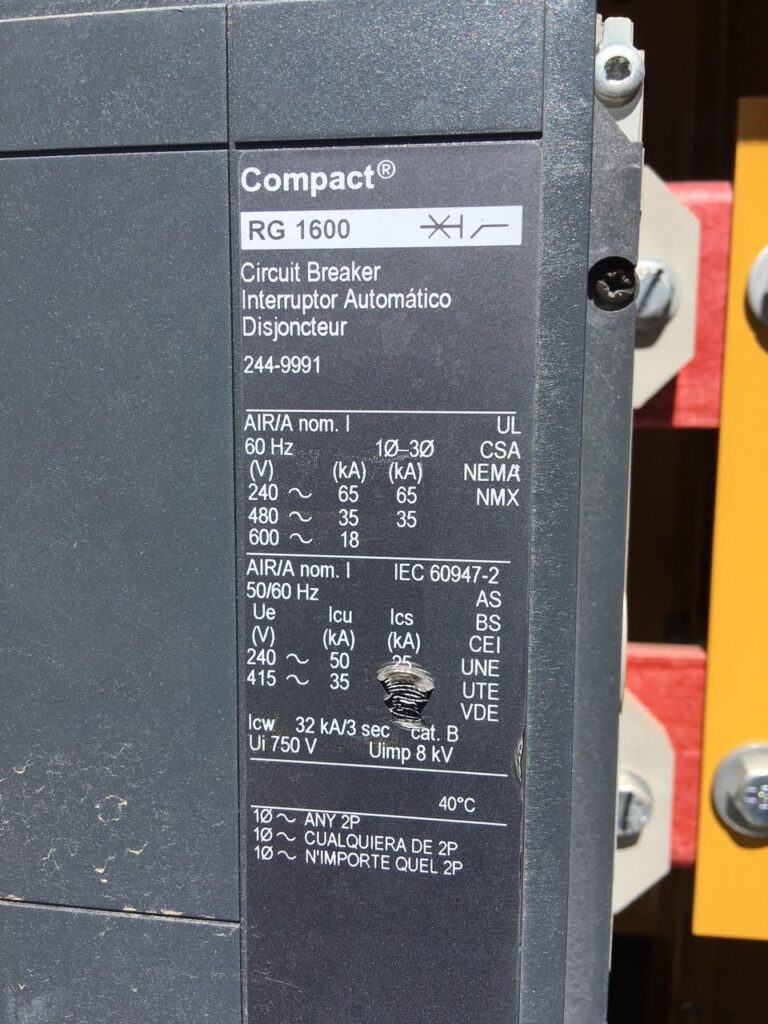 Compact®
RG 1600
Circuit Breaker
Interruptor Automático
Disjoncteur
244-9991
AIR/A nom. I UL
60 Hz 1Ø–3Ø CSA
(V) (kA) (kA) NEMA
240 ~ 65 65 NMX
480 ~ 35 35
600 ~ 18
AIR/A nom. I IEC 60947-2
50/60 Hz AS
Ue Icu Ics BS
(V) (kA) (kA) CEI
240 ~ 50 25 UNE
415 ~ 35 UTE
VDE
Icw 32 kA/3 sec cat. B
Ui 750 V Uimp 8 kV
40°C
1Ø ~ ANY 2P
1Ø ~ CUALQUIERA DE 2P
1Ø ~ N'IMPORTE QUEL 2P